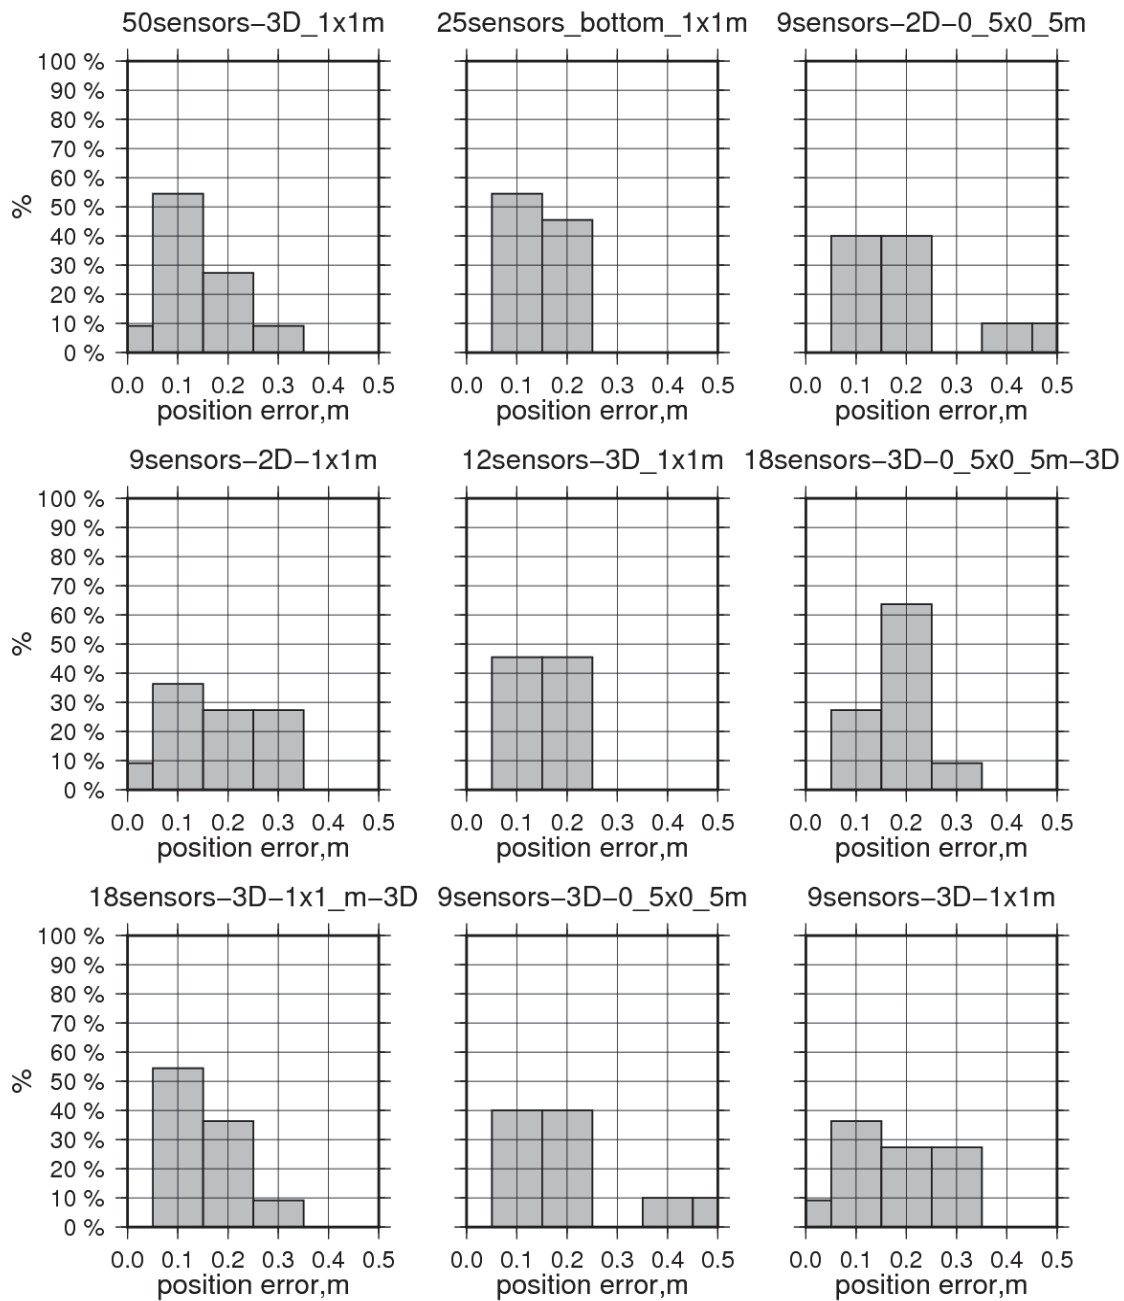 50sensors−3D_1x1m
25sensors_bottom_1x1m
9sensors−2D−0_5x0_5m
100 %
90 %
80 %
70 %
60 %
50 %
40 %
30 %
20 %
10 %
0 %
%
0.0 0.1 0.2 0.3 0.4 0.5
0.0 0.1 0.2 0.3 0.4 0.5
0.0 0.1 0.2 0.3 0.4 0.5
position error,m
position error,m
position error,m
9sensors−2D−1x1m
12sensors−3D_1x1m
18sensors−3D−0_5x0_5m−3D
100 %
90 %
80 %
70 %
60 %
50 %
40 %
30 %
20 %
10 %
0 %
%
0.0 0.1 0.2 0.3 0.4 0.5
0.0 0.1 0.2 0.3 0.4 0.5
0.0 0.1 0.2 0.3 0.4 0.5
position error,m
position error,m
position error,m
18sensors−3D−1x1_m−3D
9sensors−3D−0_5x0_5m
9sensors−3D−1x1m
100 %
90 %
80 %
70 %
60 %
50 %
40 %
30 %
20 %
10 %
0 %
%
0.0 0.1 0.2 0.3 0.4 0.5
0.0 0.1 0.2 0.3 0.4 0.5
0.0 0.1 0.2 0.3 0.4 0.5
position error,m
position error,m
position error,m